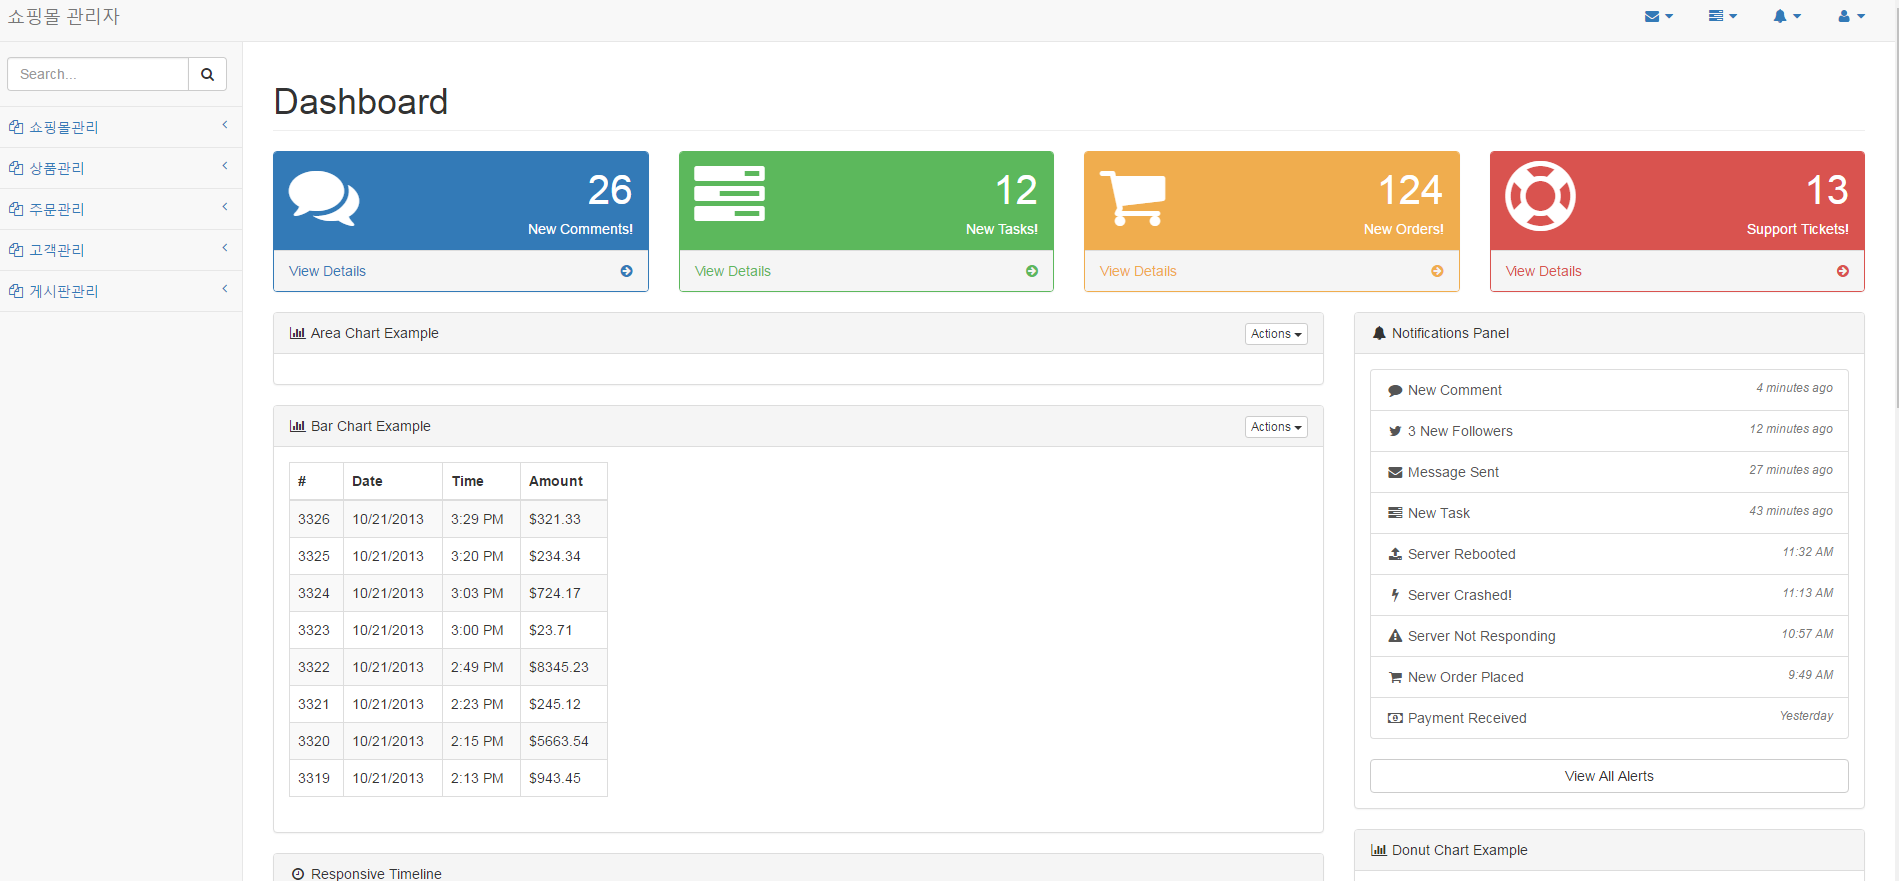 쇼핑몰 관리자
Search...
쇼핑몰관리
상품관리
주문관리
고객관리
게시판관리
Dashboard
26
New Comments!
View Details
12
New Tasks!
View Details
124
New Orders!
View Details
13
Support Tickets!
View Details
Area Chart Example Actions
Bar Chart Example Actions
# Date Time Amount
3326 10/21/2013 3:29 PM $321.33
3325 10/21/2013 3:20 PM $234.34
3324 10/21/2013 3:03 PM $724.17
3323 10/21/2013 3:00 PM $23.71
3322 10/21/2013 2:49 PM $8345.23
3321 10/21/2013 2:23 PM $245.12
3320 10/21/2013 2:15 PM $5663.54
3319 10/21/2013 2:13 PM $943.45
Responsive Timeline
Notifications Panel
New Comment 4 minutes ago
3 New Followers 12 minutes ago
Message Sent 27 minutes ago
New Task 43 minutes ago
Server Rebooted 11:32 AM
Server Crashed! 11:13 AM
Server Not Responding 10:57 AM
New Order Placed 9:49 AM
Payment Received Yesterday
View All Alerts
Donut Chart Example